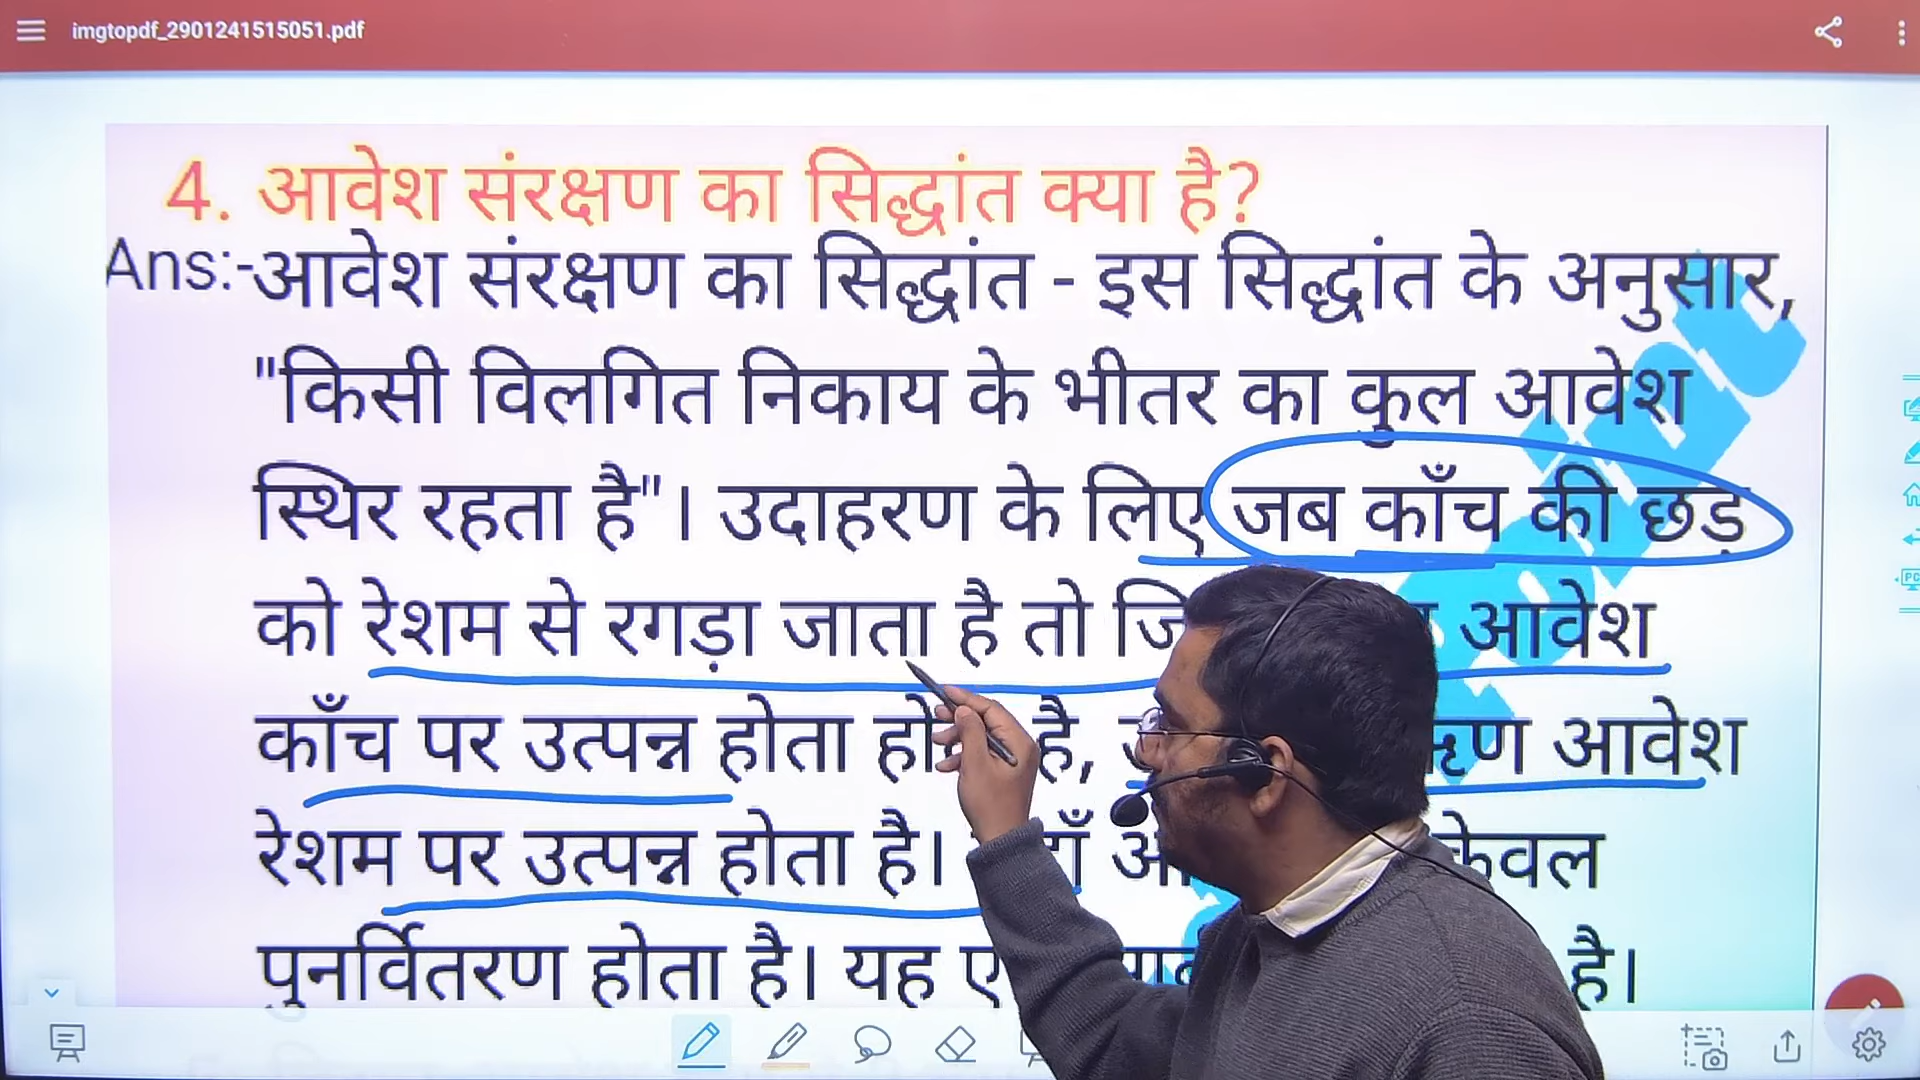 imgtopdf_2901241515051.pdf
4. आवेश संरक्षण का सिद्धांत क्या है?
Ans:-आवेश संरक्षण का सिद्धांत - इस सिद्धांत के अनुसार,
"किसी विलगित निकाय के भीतर का कुल आवेश
स्थिर रहता है"। उदाहरण के लिए जब काँच की छड़
को रेशम से रगड़ा जाता है तो आवेश
काँच पर उत्पन्न होता है, ऋण आवेश
रेशम पर उत्पन्न होता है। केवल
पुनर्वितरण होता है। यह है।